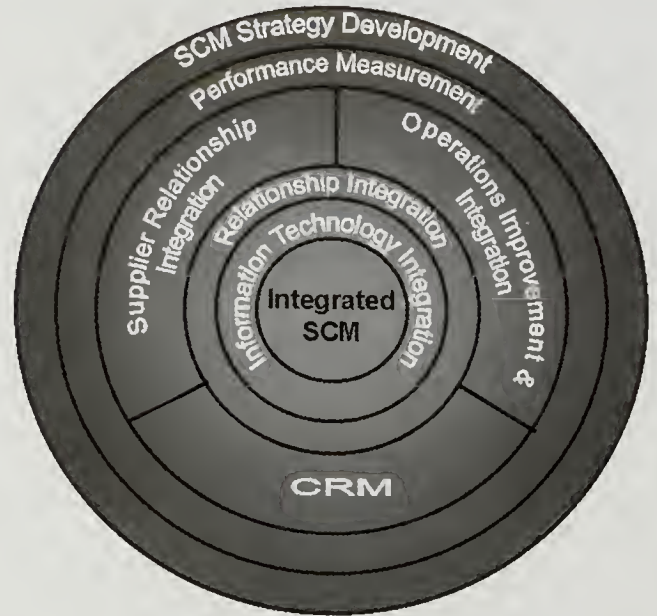 SCM Strategy Development
Performance Measurement
Supplier Relationship
Integration
Operations Improvement &
Integration
Relationship Integration
Information Technology Integration
Integrated
SCM
CRM